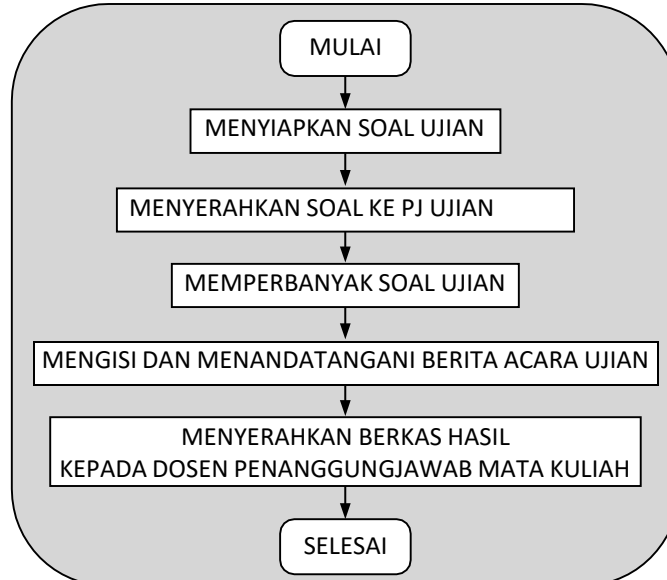 MULAI
MENYIAPKAN SOAL UJIAN
MENYERAHKAN SOAL KE PJ UJIAN
MEMPERBANYAK SOAL UJIAN
MENGISI DAN MENANDATANGANI BERITA ACARA UJIAN
MENYERAHKAN BERKAS HASIL
KEPADA DOSEN PENANGGUNGJAWAB MATA KULIAH
SELESAI